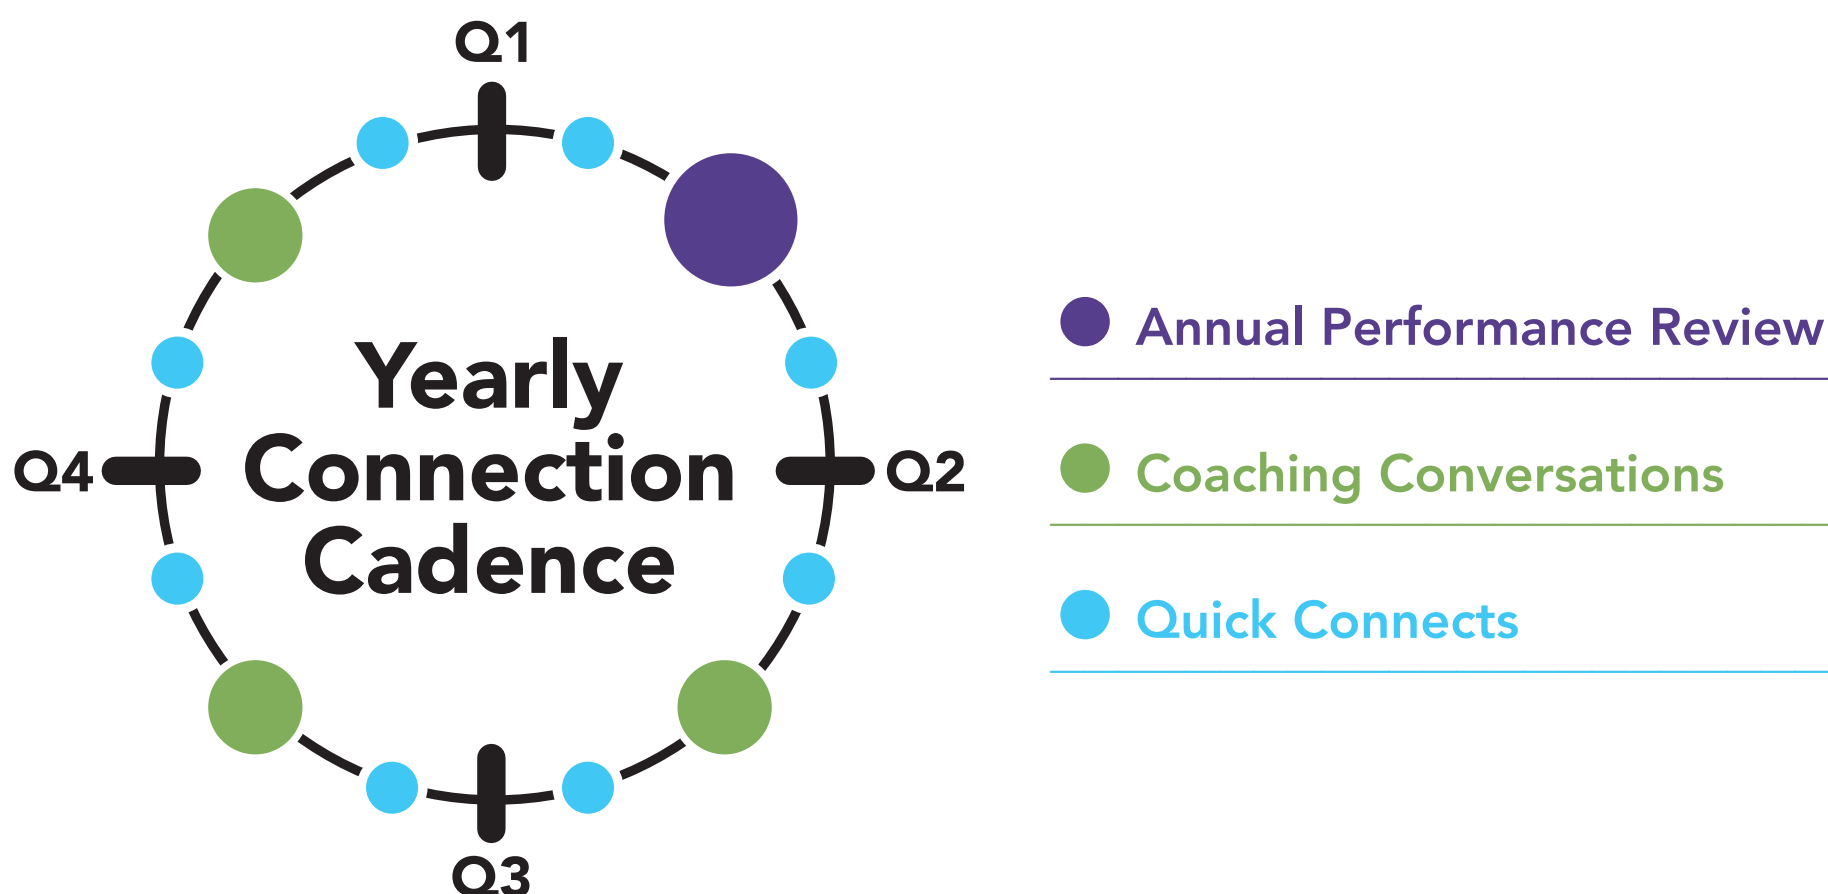 Q1
Yearly
Connection
Cadence
Q4
Q2
Q3
Annual Performance Review
Coaching Conversations
Quick Connects